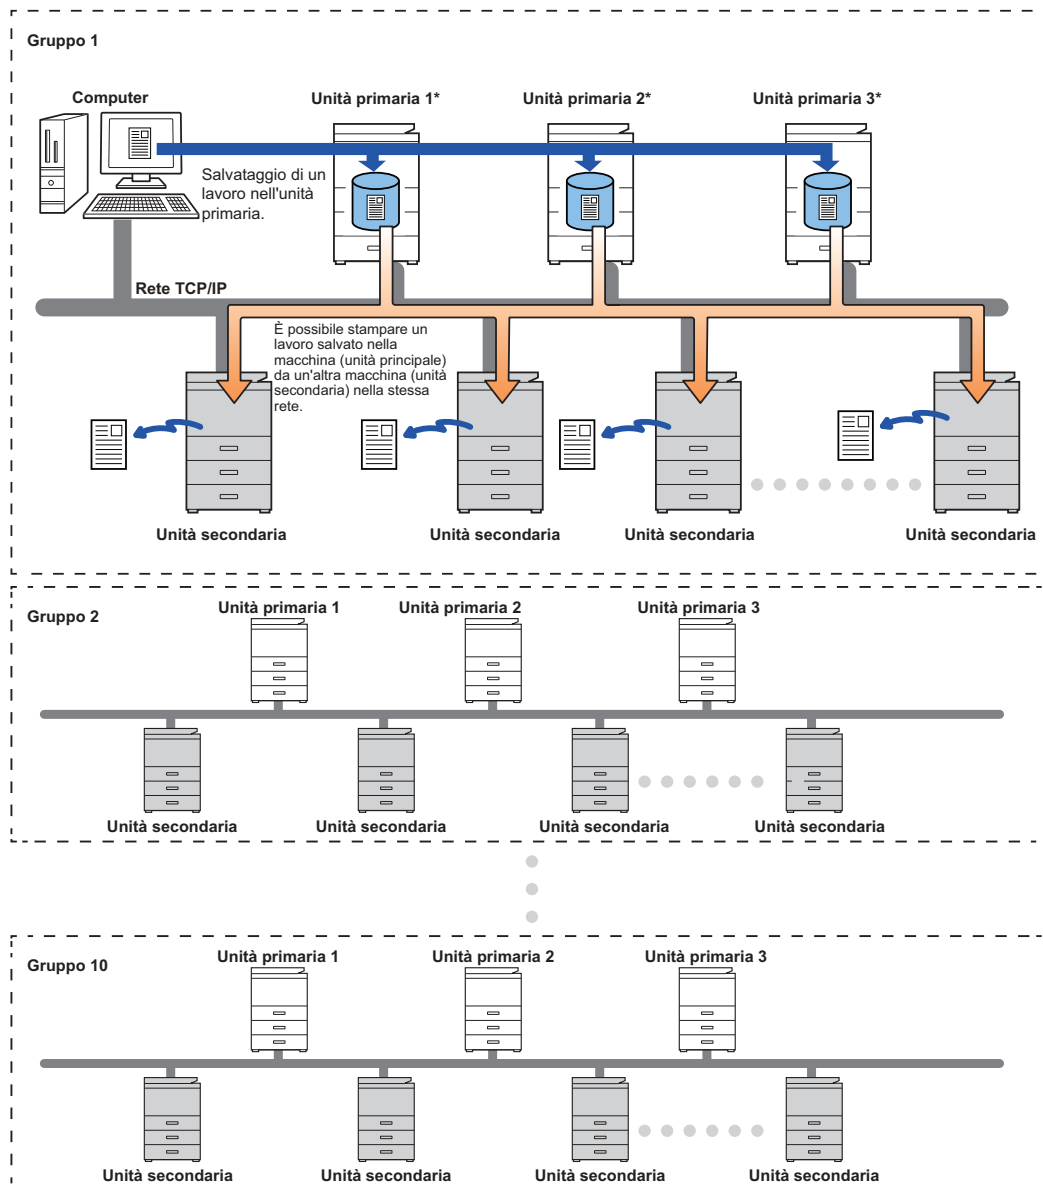 Gruppo 1
Computer
Unità primaria 1*
Unità primaria 2*
Unità primaria 3*
Salvataggio di un
lavoro nell'unità
primaria.
Rete TCP/IP
È possibile stampare un
lavoro salvato nella
macchina (unità principale)
da un'altra macchina (unità
secondaria) nella stessa
rete.
Unità secondaria
Unità secondaria
Unità secondaria
Unità secondaria
Gruppo 2
Unità primaria 1
Unità primaria 2
Unità primaria 3
Unità secondaria
Unità secondaria
Unità secondaria
Unità secondaria
Gruppo 10
Unità primaria 1
Unità primaria 2
Unità primaria 3
Unità secondaria
Unità secondaria
Unità secondaria
Unità secondaria